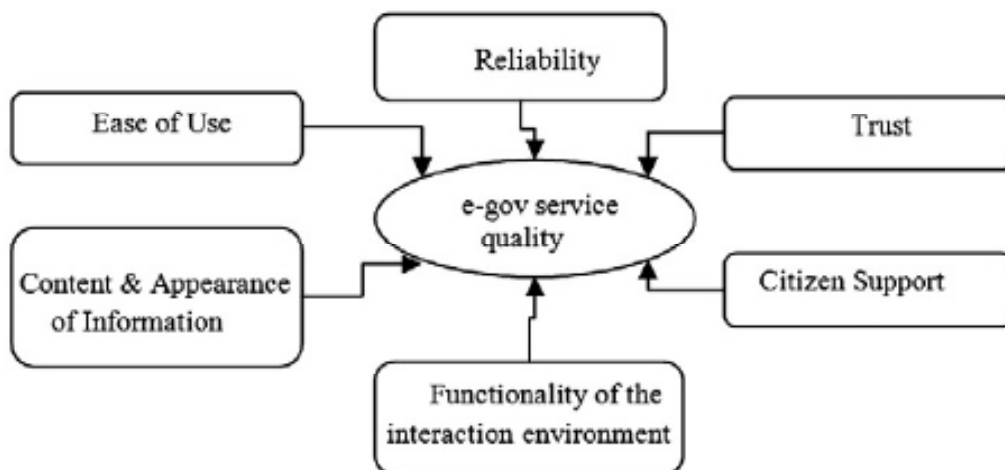 Reliability
Ease of Use
Trust
e-gov service
quality
Content & Appearance
of Information
Citizen Support
Functionality of the
interaction environment